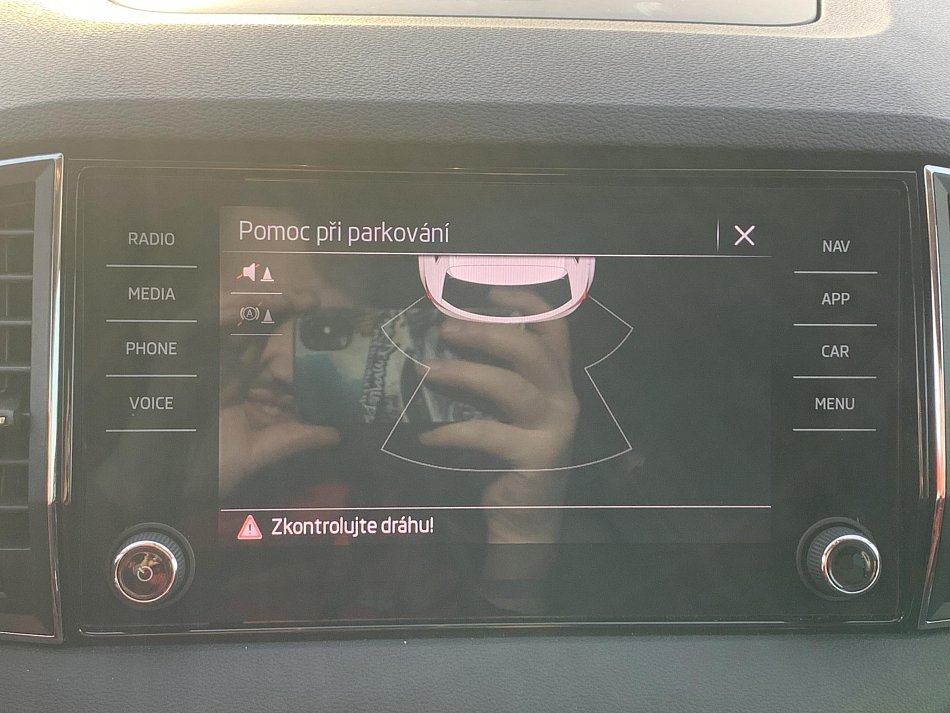 Pomoc při parkování
RADIO
MEDIA
PHONE
VOICE
NAV
APP
CAR
MENU
A
Zkontrolujte dráhu!